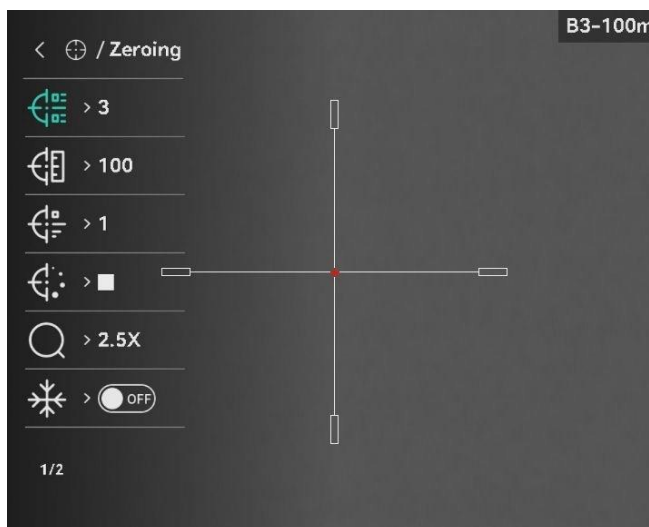 B3-100m
< / Zeroing
> 3
> 100
> 1
>
> 2.5X
> OFF
1/2